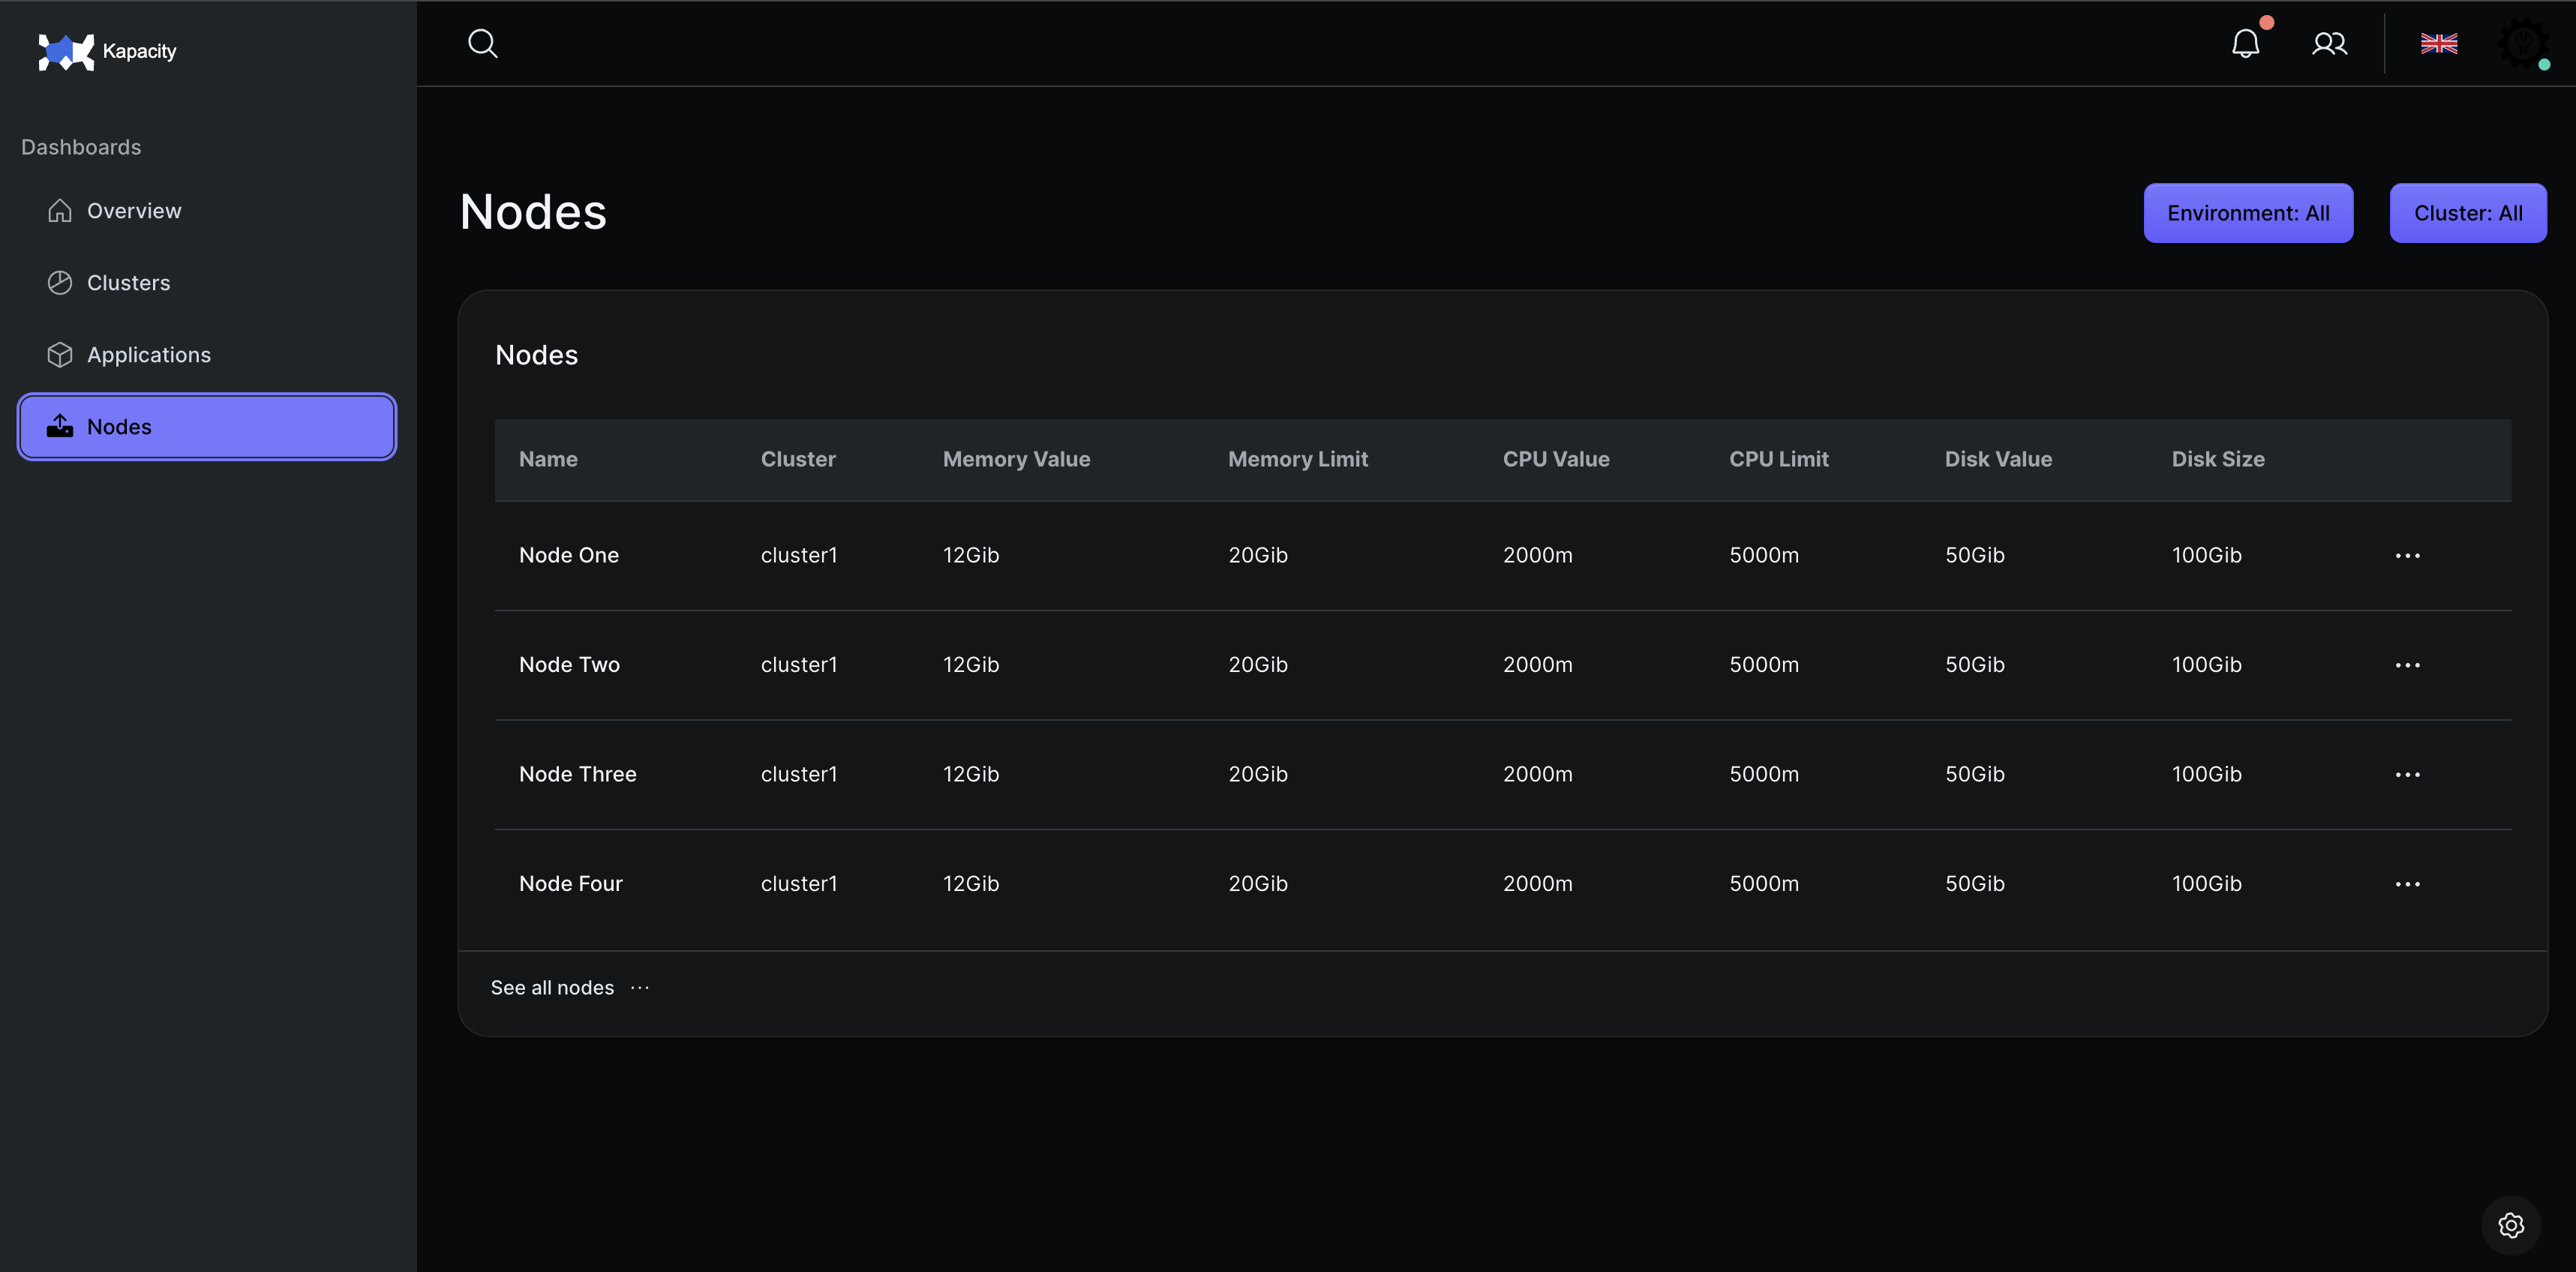 Kapacity
Dashboards
Overview
Clusters
Applications
Nodes
Nodes
Environment: All
Cluster: All
Nodes
Name Cluster Memory Value Memory Limit CPU Value CPU Limit Disk Value Disk Size
Node One cluster1 12Gib 20Gib 2000m 5000m 50Gib 100Gib ...
Node Two cluster1 12Gib 20Gib 2000m 5000m 50Gib 100Gib ...
Node Three cluster1 12Gib 20Gib 2000m 5000m 50Gib 100Gib ...
Node Four cluster1 12Gib 20Gib 2000m 5000m 50Gib 100Gib ...
See all nodes ...